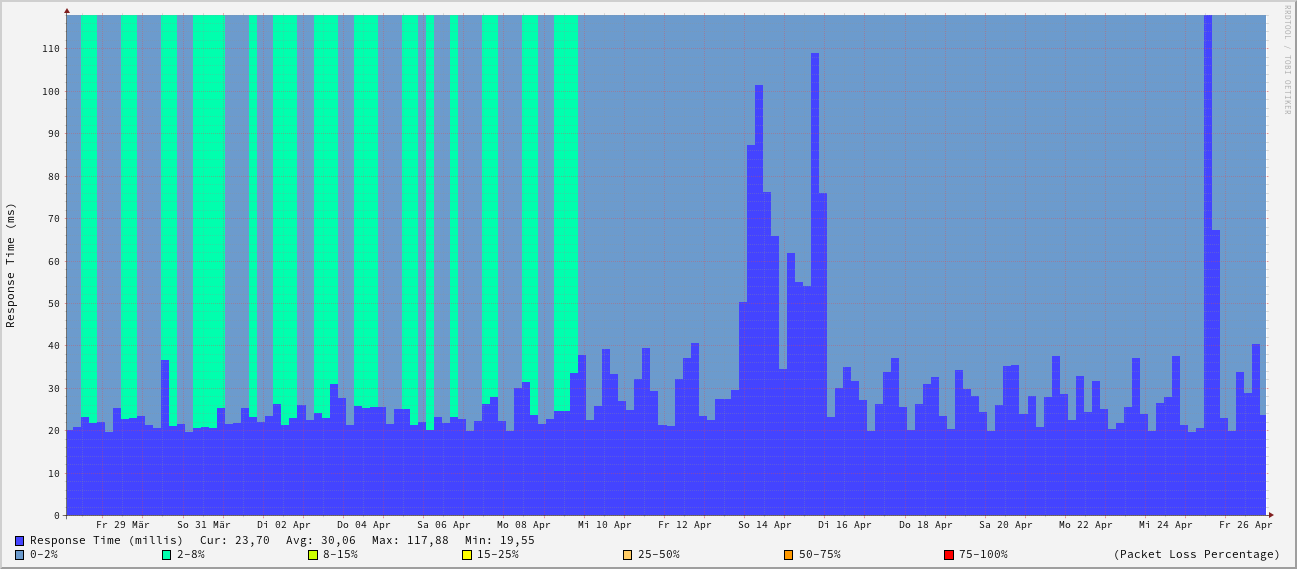 RRDTOOL / TOBI OETIKER
Response Time (ms)
110
100
90
80
70
60
50
40
30
20
10
0
Fr 29 Mär So 31 Mär Di 02 Apr Do 04 Apr Sa 06 Apr Mo 08 Apr Mi 10 Apr Fr 12 Apr So 14 Apr Di 16 Apr Do 18 Apr Sa 20 Apr Mo 22 Apr Mi 24 Apr Fr 26 Apr
Response Time (millis) Cur: 23,70 Avg: 30,06 Max: 117,88 Min: 19,55
0-2% 2-8% 8-15% 15-25% 25-50% 50-75% 75-100% (Packet Loss Percentage)